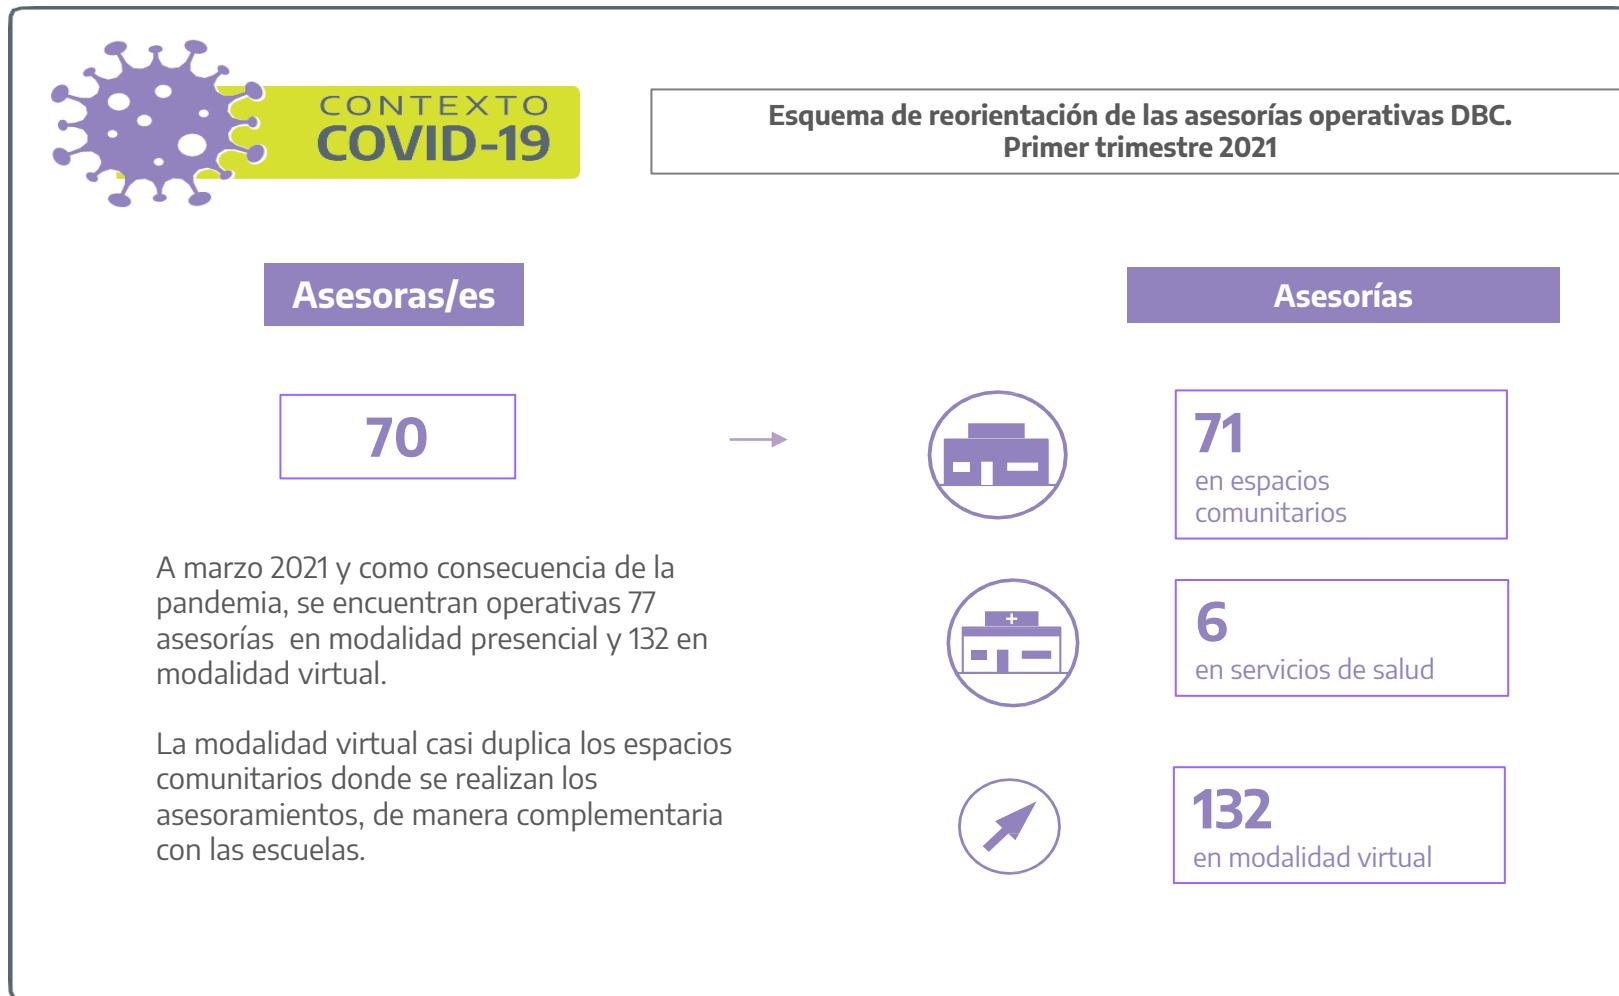 CONTEXTO
COVID-19
Esquema de reorientación de las asesorías operativas DBC.
Primer trimestre 2021
Asesoras/es
70
A marzo 2021 y como consecuencia de la
pandemia, se encuentran operativas 77
asesorías en modalidad presencial y 132 en
modalidad virtual.
La modalidad virtual casi duplica los espacios
comunitarios donde se realizan los
asesoramientos, de manera complementaria
con las escuelas.
Asesorías
71
en espacios
comunitarios
6
en servicios de salud
132
en modalidad virtual